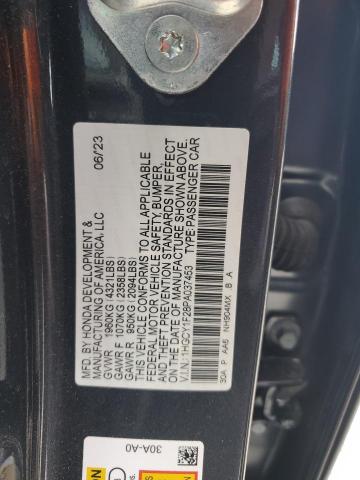 MFD. BY HONDA DEVELOPMENT & 06/23
MANUFACTURING OF AMERICA, LLC
GVWR 1960KG(4321LBS)
GAWR F 1070KG(2358LBS)
GAWR R 950KG(2094LBS)
THIS VEHICLE CONFORMS TO ALL APPLICABLE
FEDERAL MOTOR VEHICLE SAFETY, BUMPER,
AND THEFT PREVENTION STANDARDS IN EFFECT
ON THE DATE OF MANUFACTURE SHOWN ABOVE.
V.I.N.:1HGCY1F28PA037453 TYPE:PASSENGER CAR
30A P AA6 NH904MX B A
30A-A0